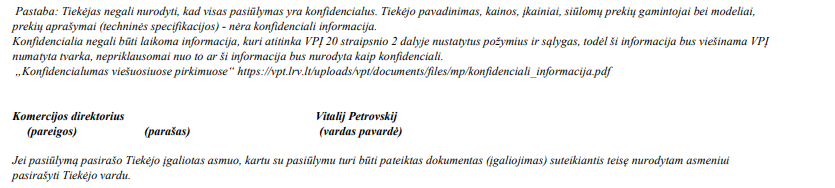 Pastaba: Tiekėjas negali nurodyti, kad visas pasiūlymas yra konfidencialus. Tiekėjo pavadinimas, kainos, įkainiai, siūlomų prekių gamintojai bei modeliai,
prekių aprašymai (techninės specifikacijos) - nėra konfidenciali informacija.
Konfidencialia negali būti laikoma informacija, kuri atitinka VPĮ 20 straipsnio 2 dalyje nustatytus požymius ir sąlygas, todėl ši informacija bus viešinama VPĮ
numatyta tvarka, nepriklausomai nuo to ar ši informacija bus nurodyta kaip konfidenciali.
„Konfidencialumas viešuosiuose pirkimuose“ https://vpt.lrv.lt/uploads/vpt/documents/files/mp/konfidenciali_informacija.pdf
Komercijos direktorius Vitalij Petrovskij
(pareigos) (parašas) (vardas pavardė)
Jei pasiūlymą pasirašo Tiekėjo įgaliotas asmuo, kartu su pasiūlymu turi būti pateiktas dokumentas (įgaliojimas) suteikiantis teisę nurodytam asmeniui
pasirašyti Tiekėjo vardu.